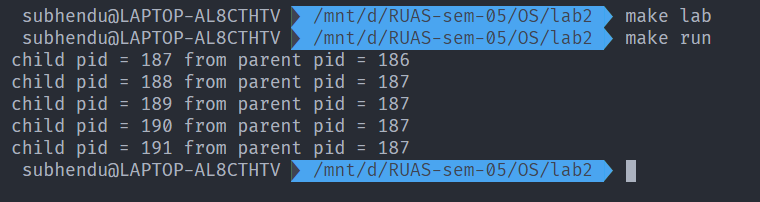 subhendu@LAPTOP-AL8CTHTV /mnt/d/RUAS-sem-05/OS/lab2 make lab
subhendu@LAPTOP-AL8CTHTV /mnt/d/RUAS-sem-05/OS/lab2 make run
child pid = 187 from parent pid = 186
child pid = 188 from parent pid = 187
child pid = 189 from parent pid = 187
child pid = 190 from parent pid = 187
child pid = 191 from parent pid = 187
subhendu@LAPTOP-AL8CTHTV /mnt/d/RUAS-sem-05/OS/lab2